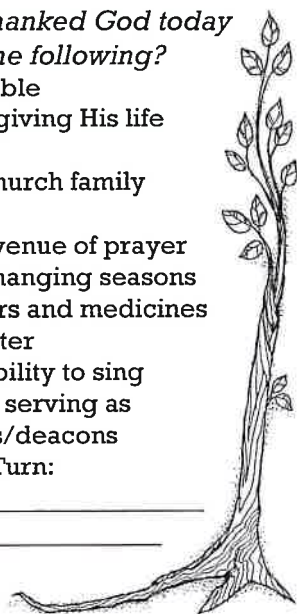 hanked God today
ne following?
ble
giving His life
hurch family
venue of prayer
hanging seasons
rs and medicines
ter
bility to sing
serving as
s/deacons
Turn: